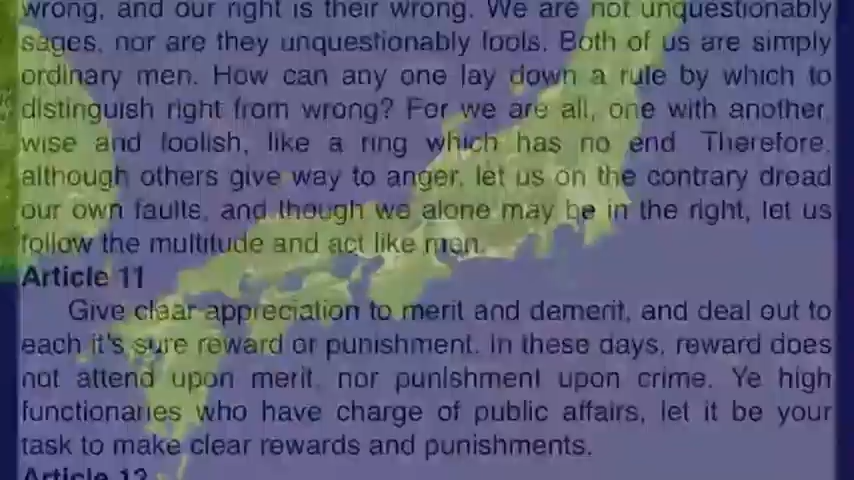 wrong, and our right is their wrong. We are not unquestionably
sages, nor are they unquestionably fools. Both of us are simply
ordinary men. How can any one lay down a rule by which to
distinguish right from wrong? For we are all, one with another,
wise and foolish, like a ring which has no end Therefore,
although others give way to anger, let us on the contrary dread
our own faults, and though we alone may be in the right, let us
follow the multitude and act like men.
Article 11
Give clear appreciation to merit and demerit, and deal out to
each it's sure reward or punishment. In these days, reward does
not attend upon merit, nor punishment upon crime. Ye high
functionaries who have charge of public affairs, let it be your
task to make clear rewards and punishments.
Article 12